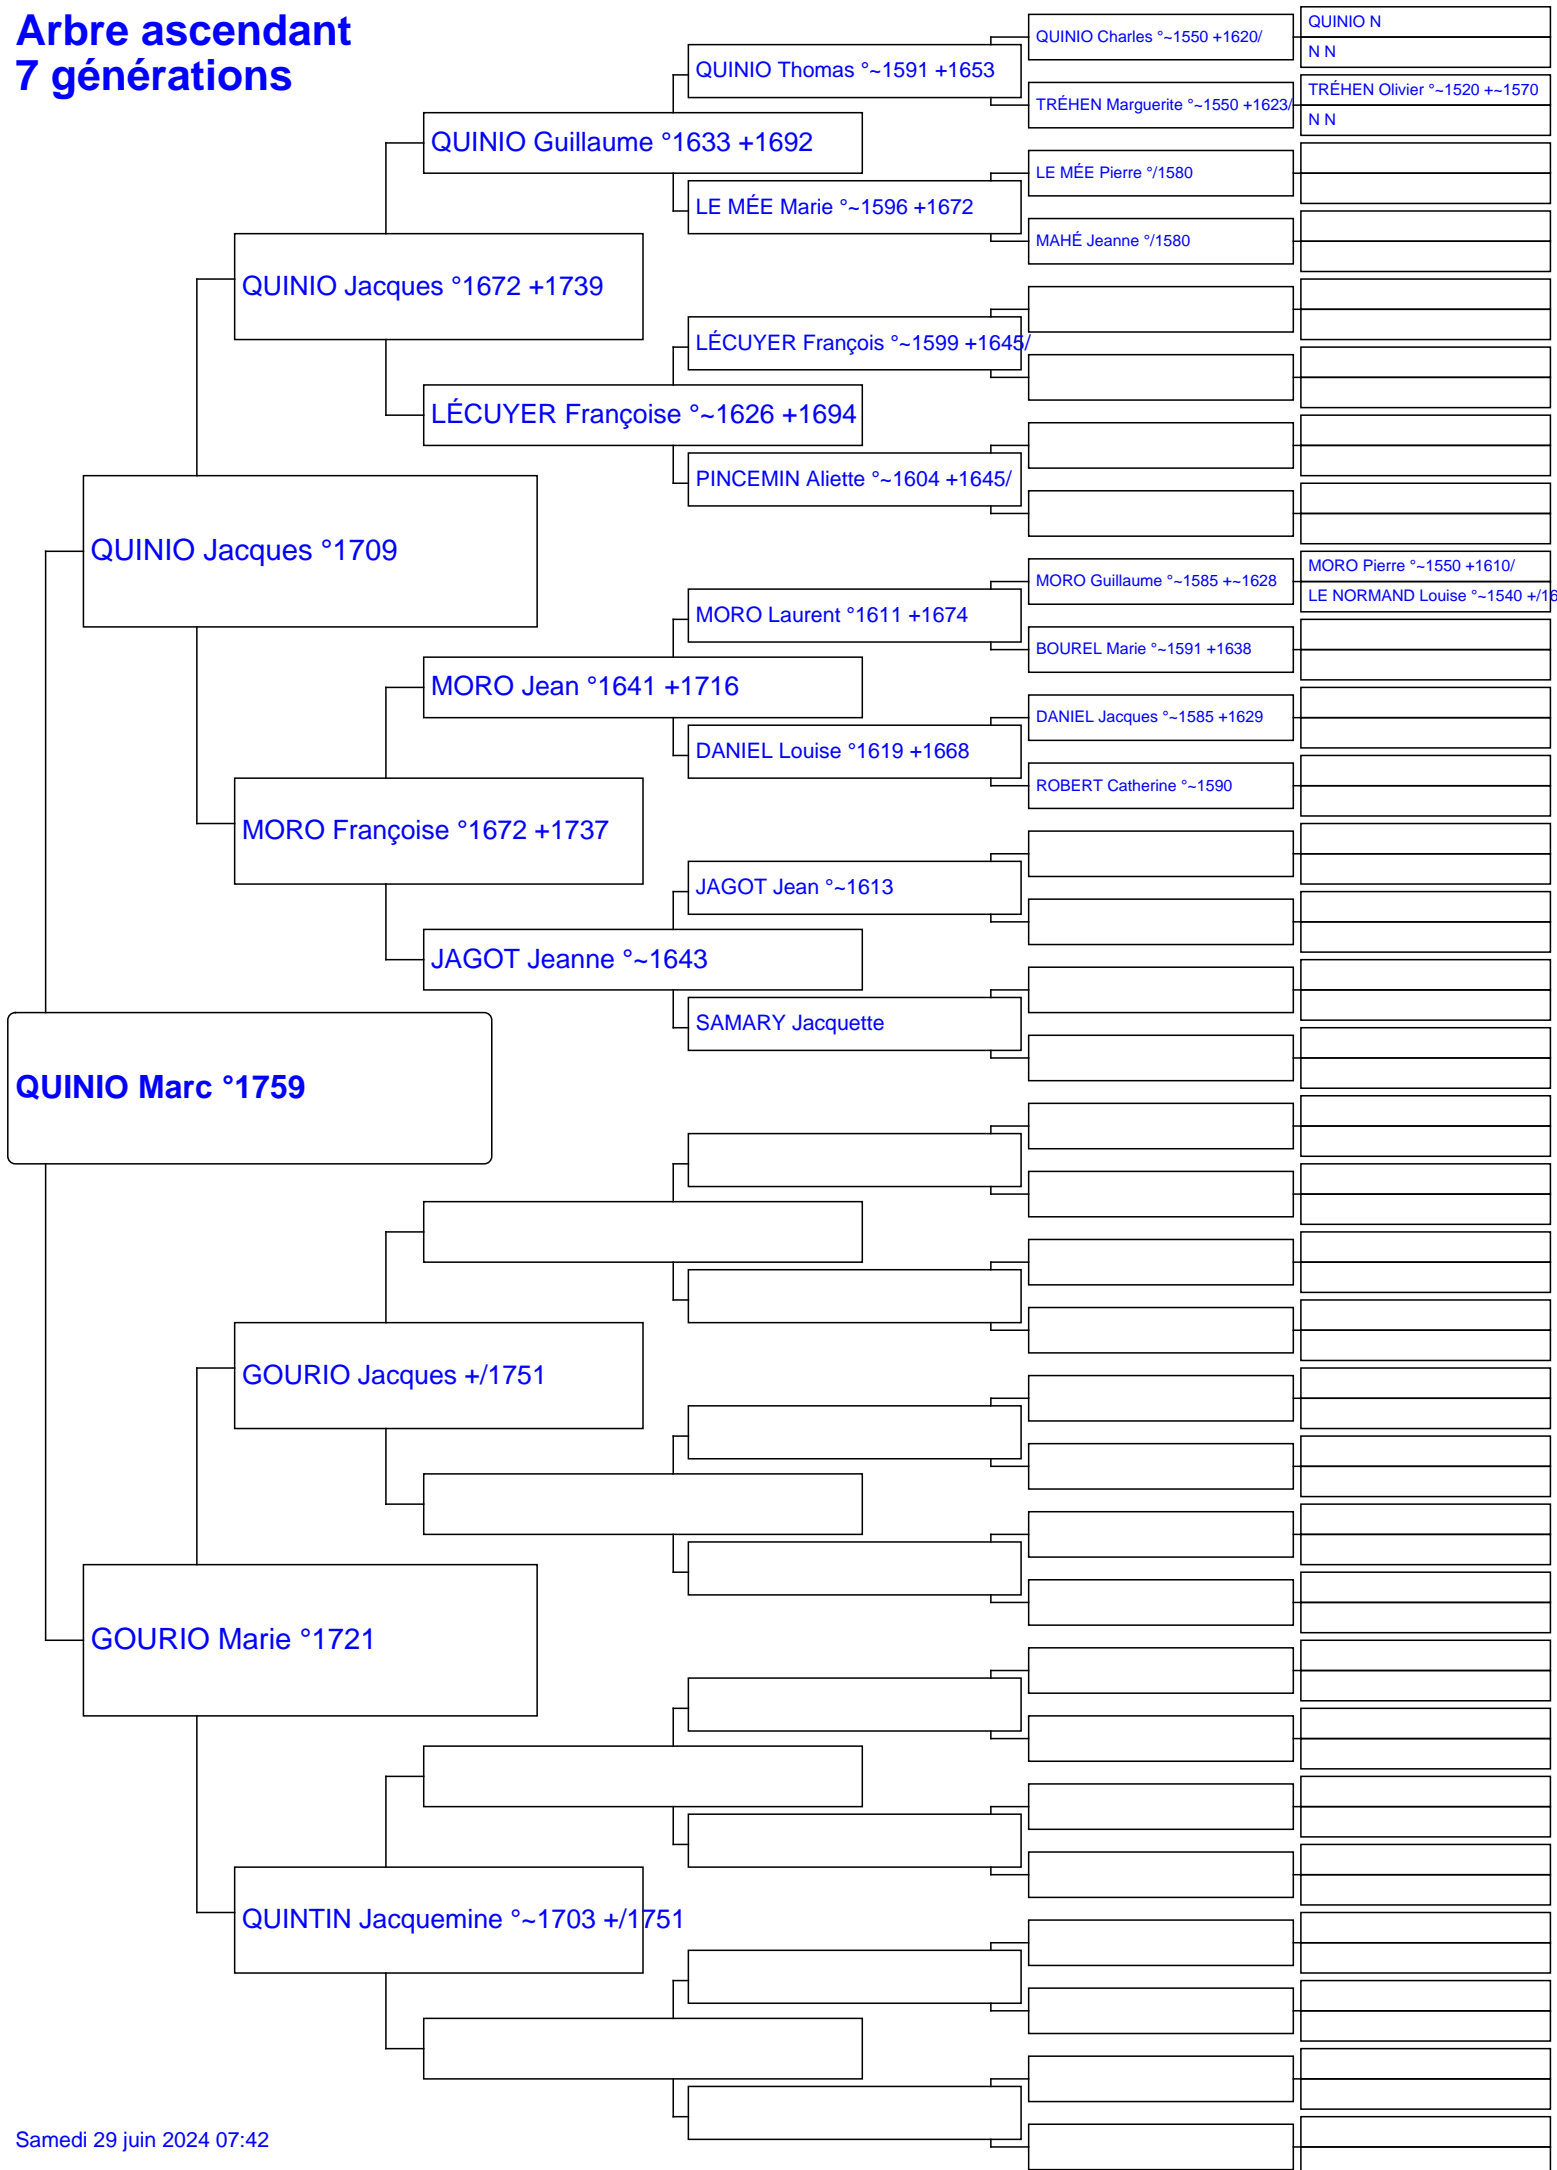 Arbre ascendant
7 générations
QUINIO N
QUINIO Charles °~1550 +1620/
N N
QUINIO Thomas °~1591 +1653
TRÉHEN Olivier °~1520 +~1570
TRÉHEN Marguerite °~1550 +1623/
N N
QUINIO Guillaume °1633 +1692
LE MÉE Pierre °/1580
LE MÉE Marie °~1596 +1672
MAHÉ Jeanne °/1580
QUINIO Jacques °1672 +1739
LÉCUYER François °~1599 +1645/
LÉCUYER Françoise °~1626 +1694
PINCEMIN Aliette °~1604 +1645/
QUINIO Jacques °1709
MORO Pierre °~1550 +1610/
MORO Guillaume °~1585 +~1628
LE NORMAND Louise °~1540 +/16
MORO Laurent °1611 +1674
BOUREL Marie °~1591 +1638
MORO Jean °1641 +1716
DANIEL Jacques °~1585 +1629
DANIEL Louise °1619 +1668
ROBERT Catherine °~1590
MORO Françoise °1672 +1737
JAGOT Jean °~1613
JAGOT Jeanne °~1643
SAMARY Jacquette
QUINIO Marc °1759
GOURIO Jacques +/1751
GOURIO Marie °1721
QUINTIN Jacquemine °~1703 +/1751
Samedi 29 juin 2024 07:42